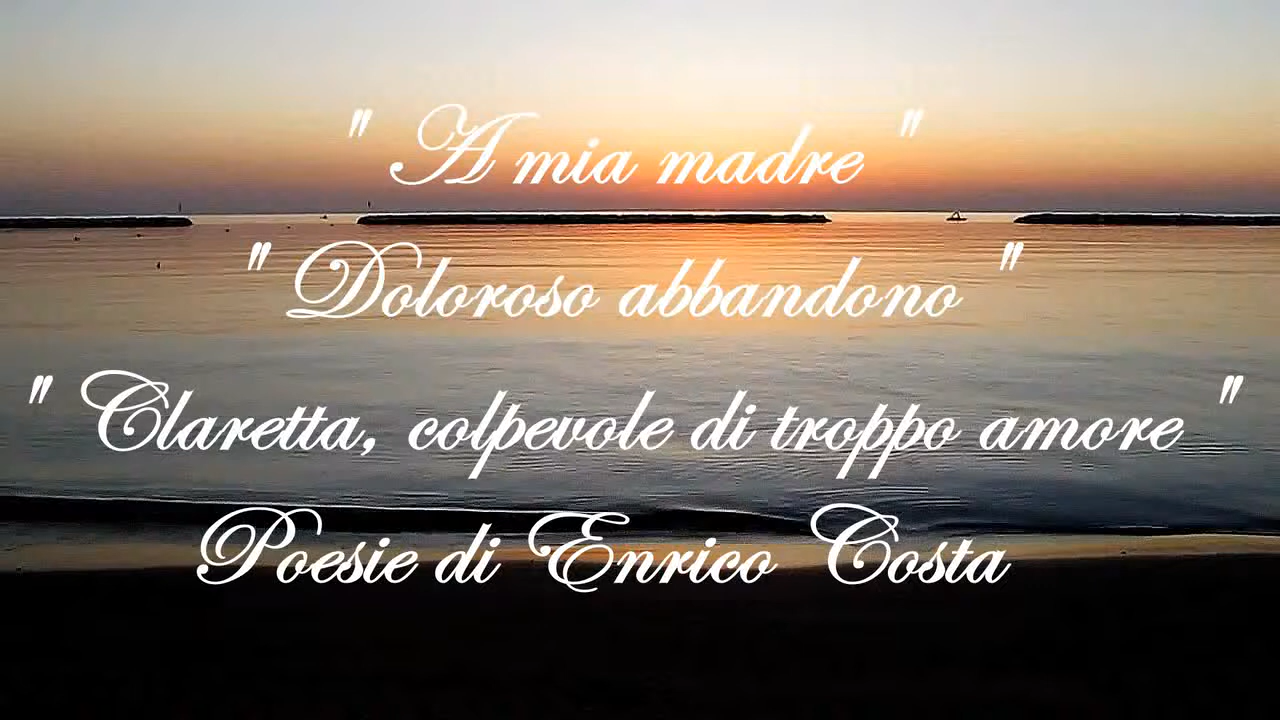 " A mia madre "
" Doloroso abbandono "
" Claretta, colpevole di troppo amore "
Poesie di Enrico Costa